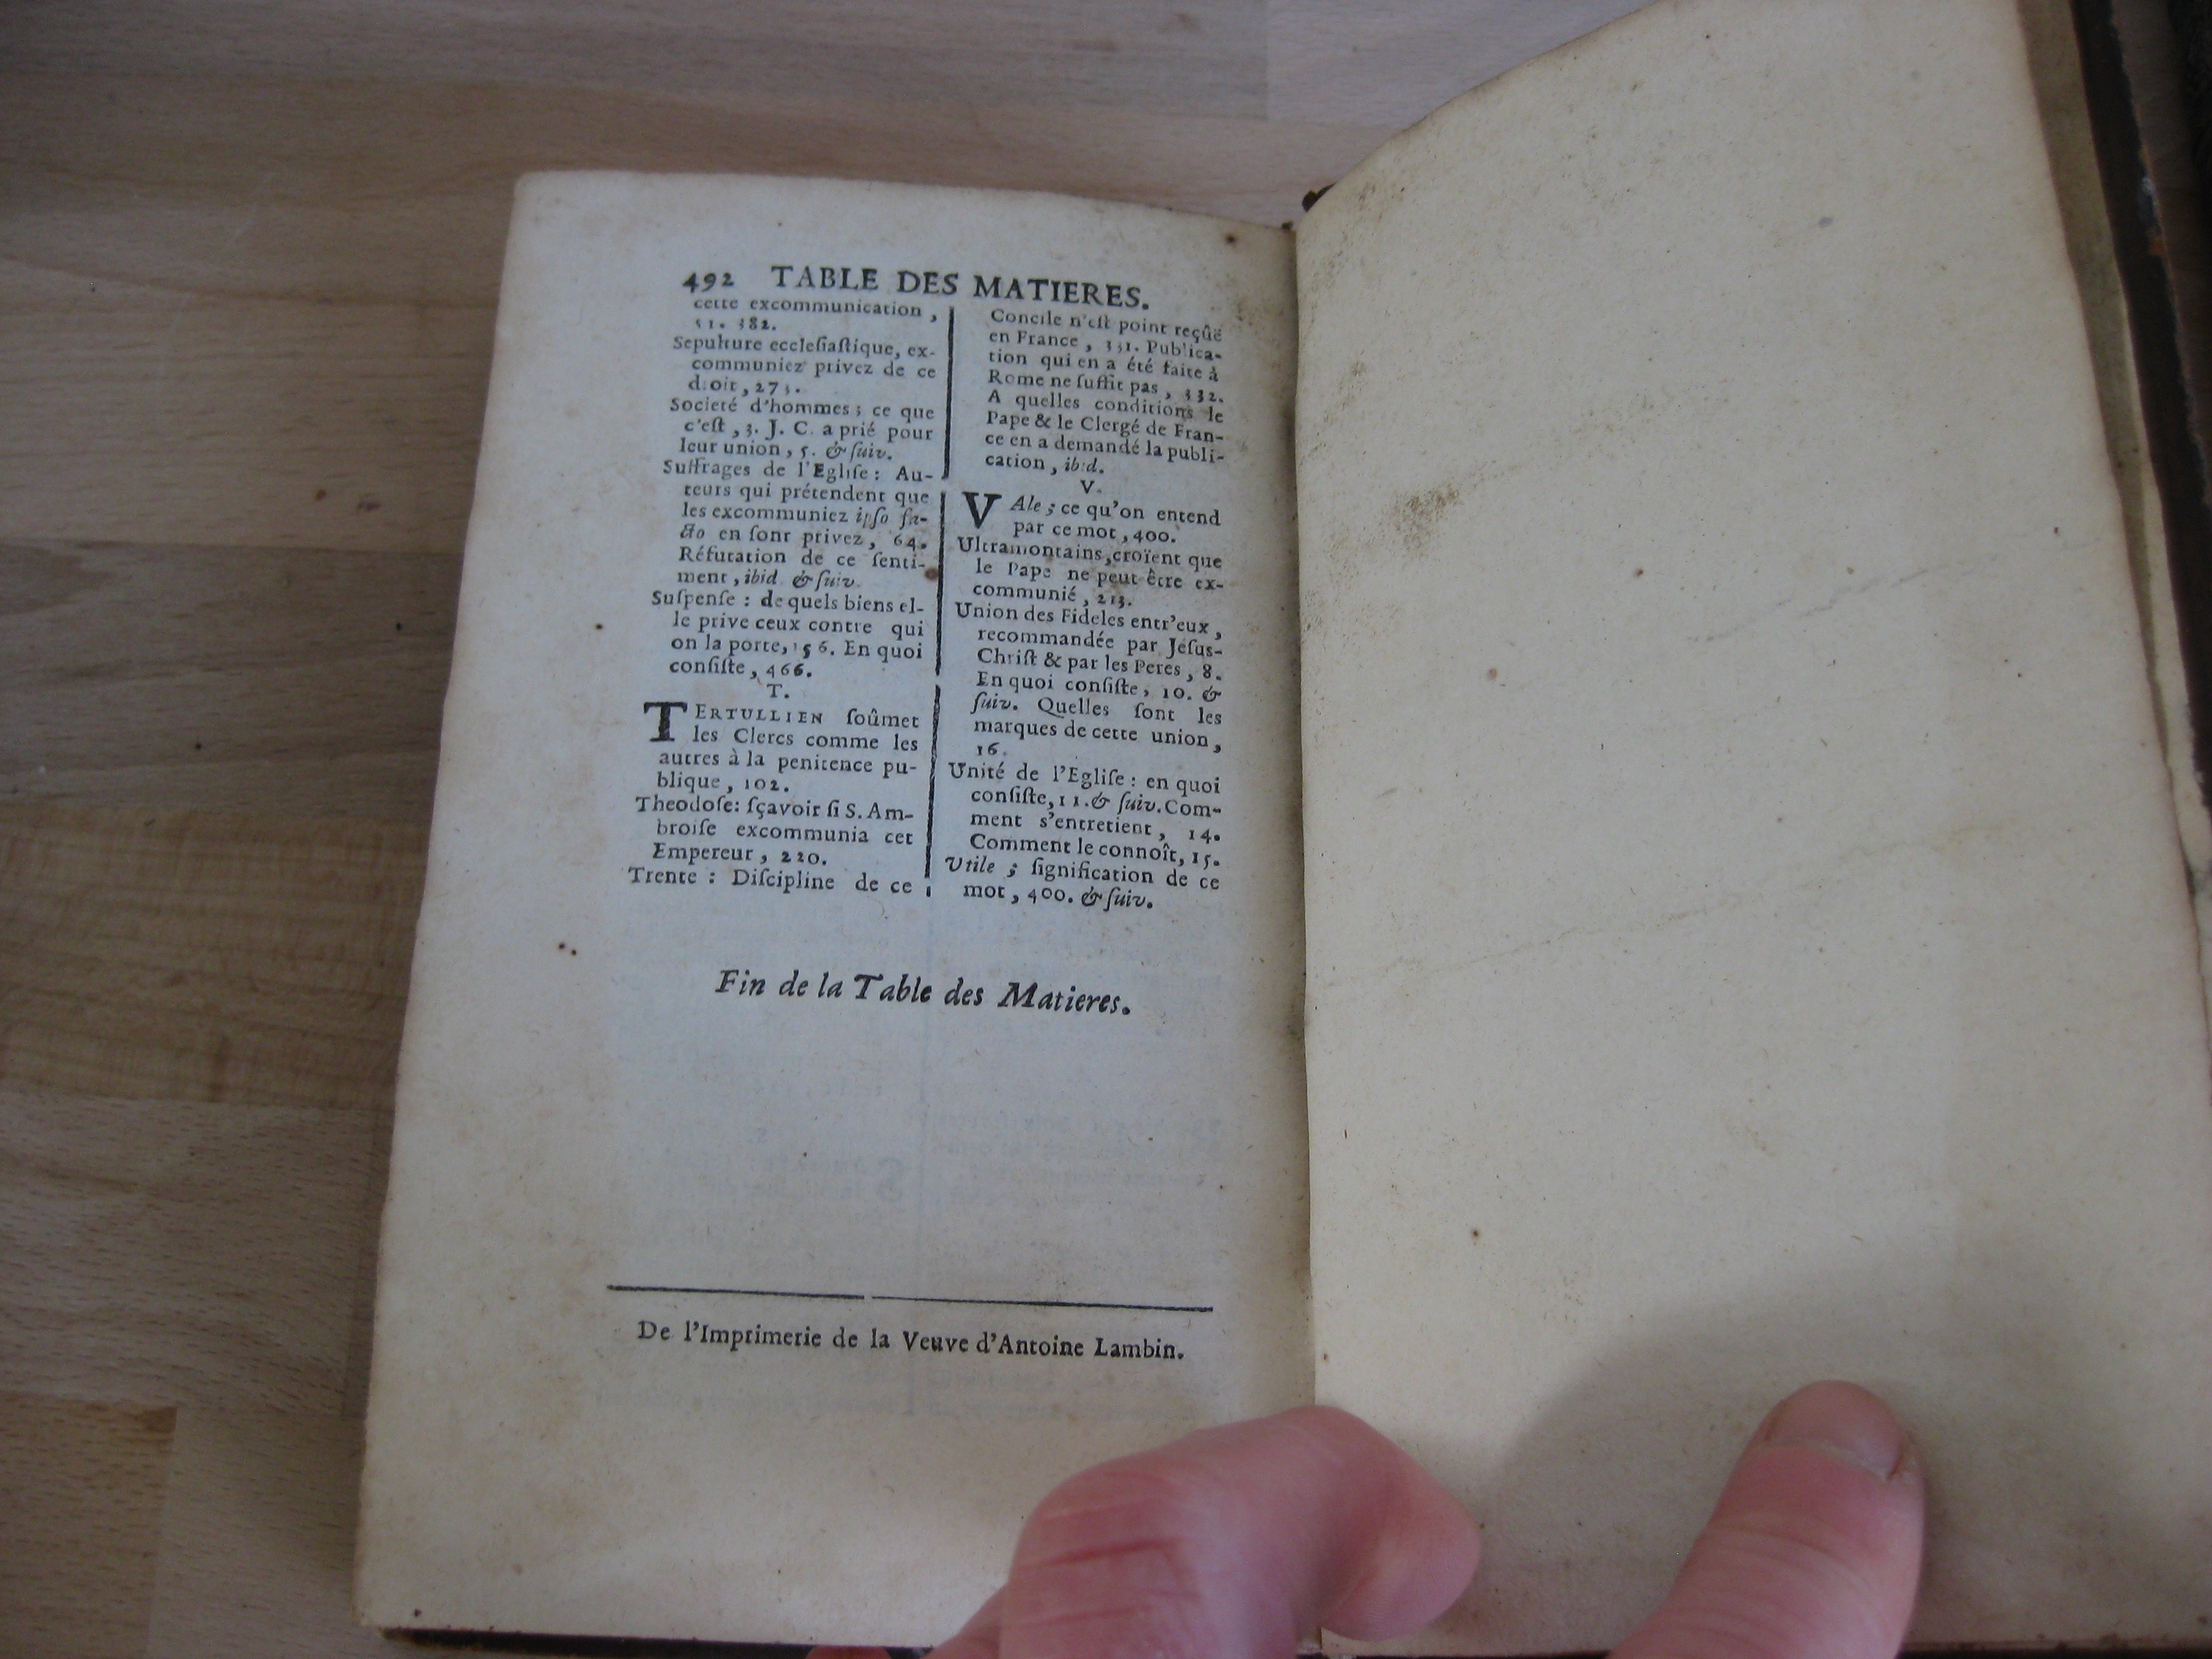 492 TABLE DES MATIERES.
cette excommunication,
51. 382.
Sepulture ecclesiastique, ex-
communiez privez de ce
droit, 273.
Societé d'hommes; ce que
c'est, 3. J. C. a prié pour
leur union, 5. & suiv.
Suffrages de l'Eglise: Au-
teurs qui prétendent que
les excommuniez ipso fa-
cto en sont privez, 64.
Réfutation de ce senti-
ment, ibid & suiv
Suspense: de quels biens el-
le prive ceux contre qui
on la porte, 156. En quoi
consiste, 466.
T.
TERTULLIEN soûmet
les Clercs comme les
autres à la penitence pu-
blique, 102.
Theodose: sçavoir si S. Am-
broise excommunia cet
Empereur, 220.
Trente: Discipline de ce
Concile n'est point reçûë
en France, 331. Publica-
tion qui en a été faite à
Rome ne suffit pas, 332.
A quelles conditions le
Pape & le Clergé de Fran-
ce en a demandé la publi-
cation, ibid.
V.
VAle; ce qu'on entend
par ce mot, 400.
Ultramontains, croïent que
le Pape ne peut être ex-
communié, 213.
Union des Fideles entr'eux,
recommandée par Jesus-
Christ & par les Peres, 8.
En quoi consiste, 10. &
suiv. Quelles sont les
marques de cette union,
16.
Unité de l'Eglise: en quoi
consiste, 11. & suiv. Com-
ment s'entretient, 14.
Comment le connoît, 15.
Utile; signification de ce
mot, 400. & suiv.
Fin de la Table des Matieres.
De l'Imprimerie de la Veuve d'Antoine Lambin.